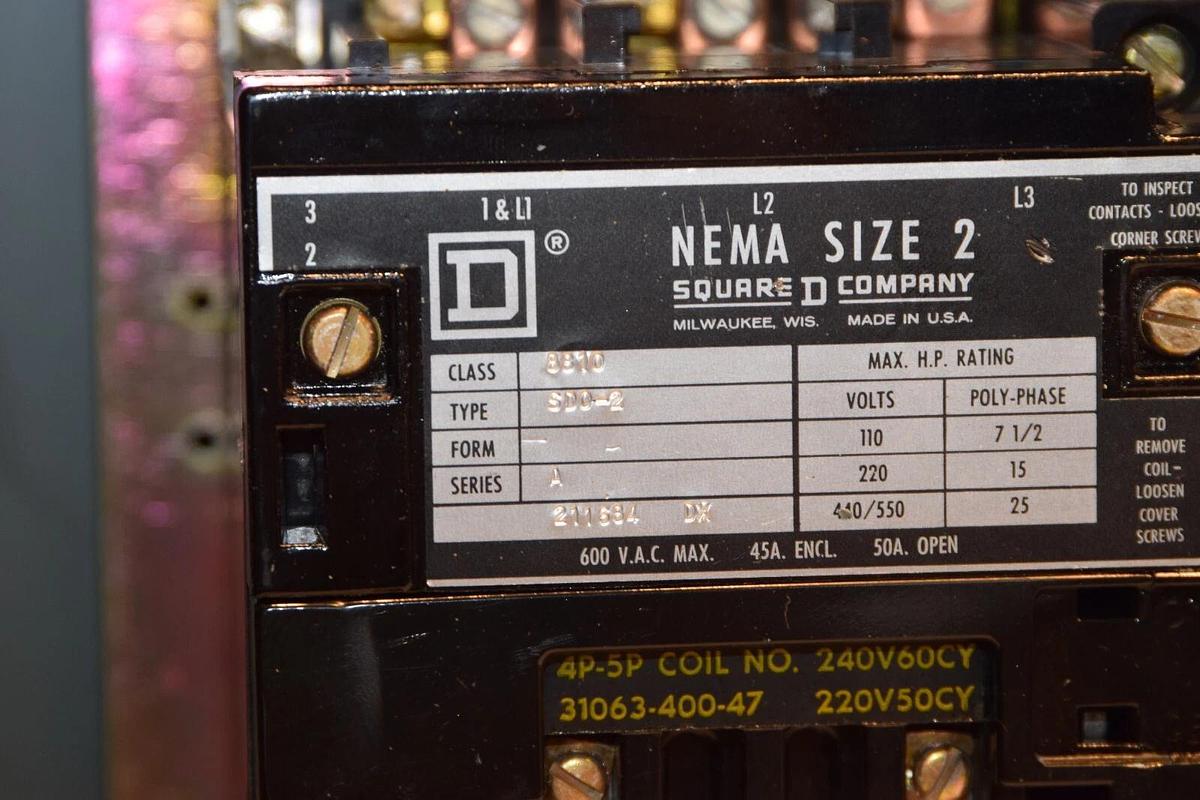 3 1 & L1 L2 L3
2
TO INSPECT
CONTACTS - LOOS
CORNER SCREW
D ®
NEMA SIZE 2
SQUARE D COMPANY
MILWAUKEE, WIS. MADE IN U.S.A.
CLASS 8810
TYPE SDO-2
FORM — —
SERIES A
211684 DX
MAX. H.P. RATING
VOLTS POLY-PHASE
110 7 1/2
220 15
440/550 25
600 V.A.C. MAX. 45A. ENCL. 50A. OPEN
TO
REMOVE
COIL-
LOOSEN
COVER
SCREWS
4P-5P COIL NO. 240V60CY
31063-400-47 220V50CY